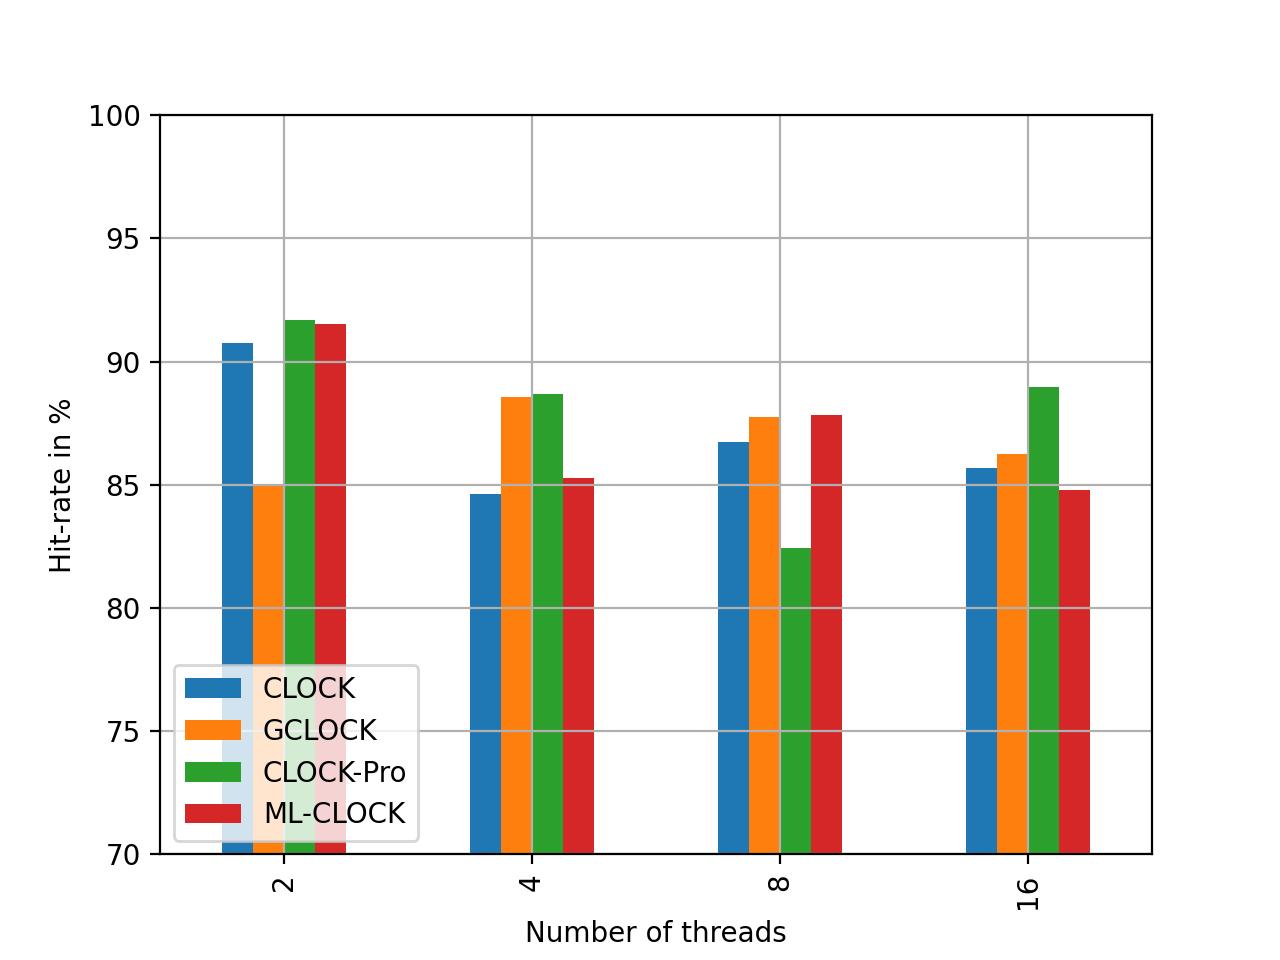 100
95
90
85
80
75
70
Hit-rate in %
CLOCK
GCLOCK
CLOCK-Pro
ML-CLOCK
2
4
8
16
Number of threads